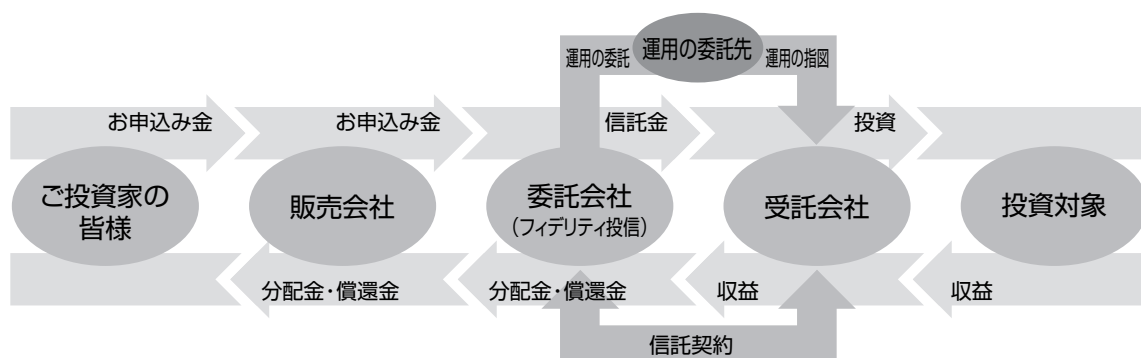 運用の委託
運用の委託先
運用の指図
お申込み金
お申込み金
信託金
投資
ご投資家の
皆様
販売会社
委託会社
(フィデリティ投信)
受託会社
投資対象
分配金・償還金
分配金・償還金
収益
収益
信託契約